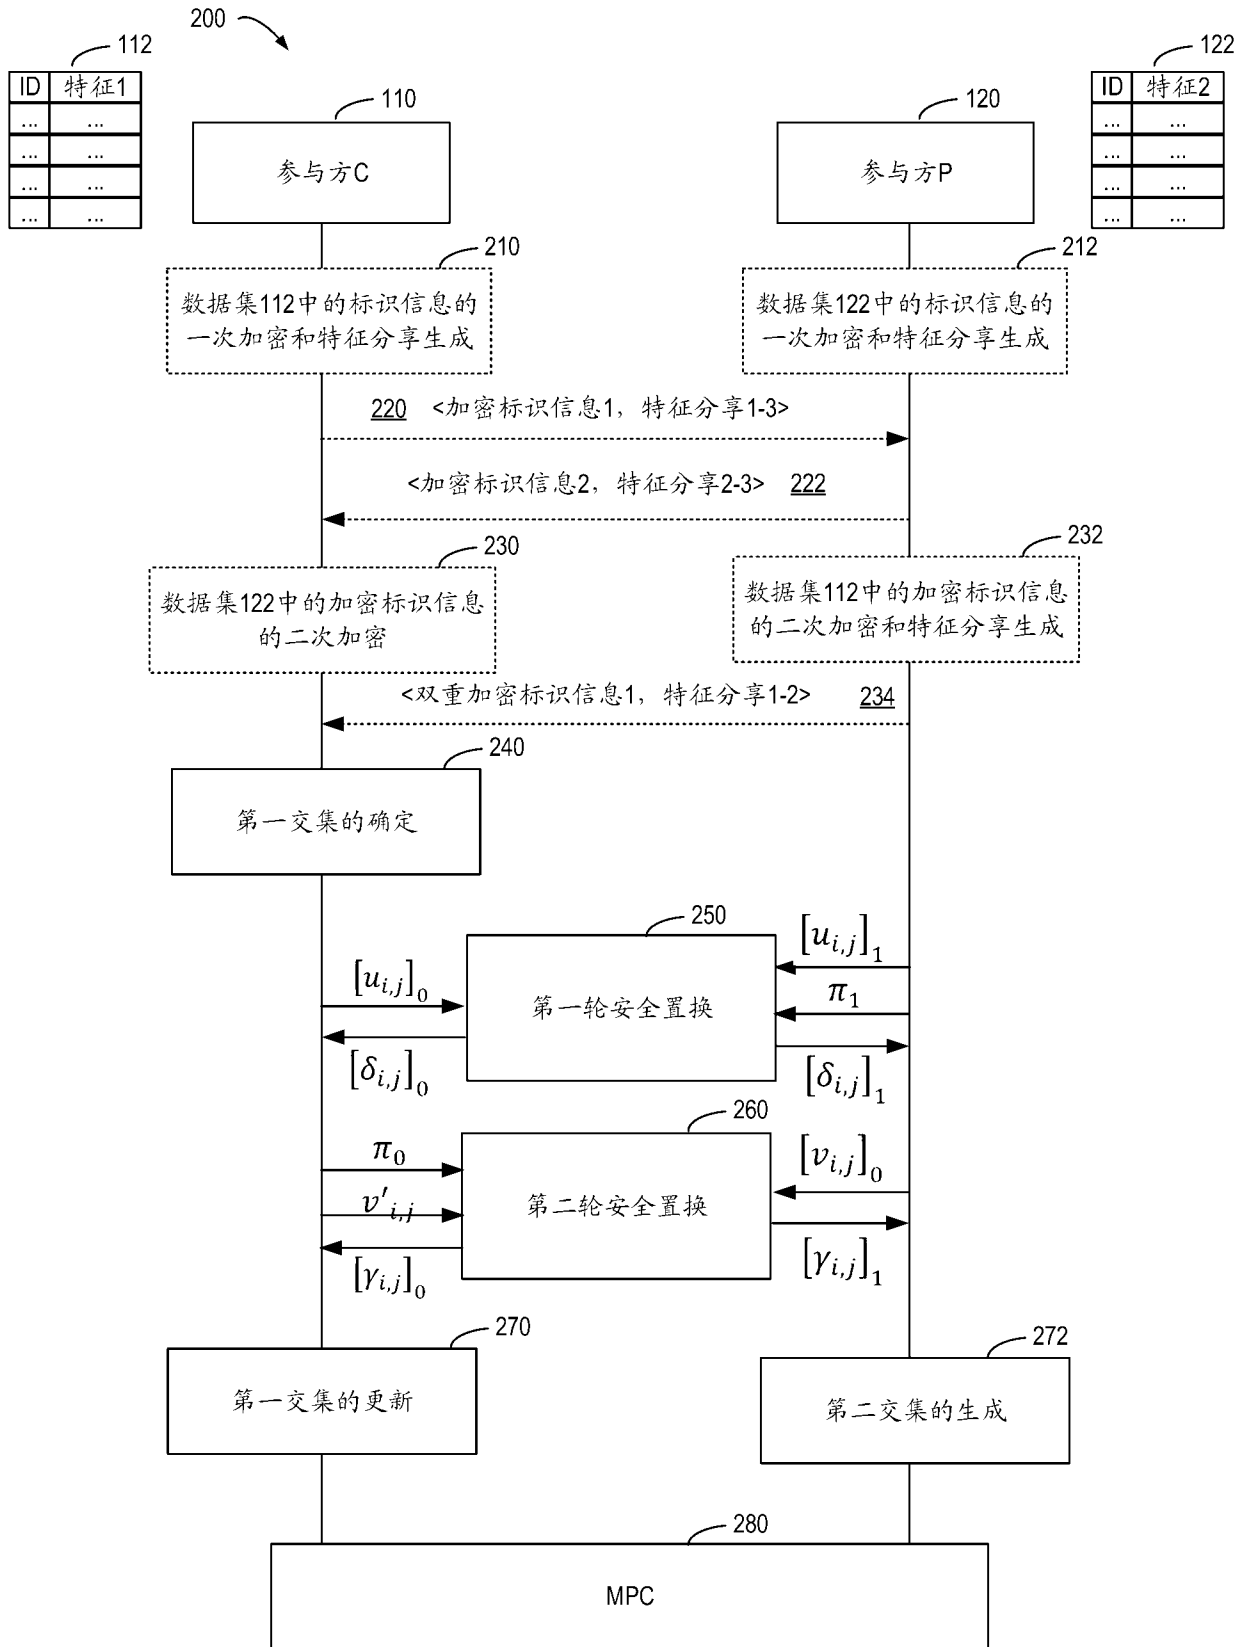 200
112
122
ID 特征1
... ...
... ...
... ...
... ...
ID 特征2
... ...
... ...
... ...
... ...
110
120
参与方C
参与方P
210
212
数据集112中的标识信息的
一次加密和特征分享生成
数据集122中的标识信息的
一次加密和特征分享生成
220 <加密标识信息1，特征分享1-3>
<加密标识信息2，特征分享2-3> 222
230
232
数据集122中的加密标识信息
的二次加密
数据集112中的加密标识信息
的二次加密和特征分享生成
<双重加密标识信息1，特征分享1-2> 234
240
第一交集的确定
250
[u_{i,j}]_0
第一轮安全置换
[u_{i,j}]_1
π_1
[δ_{i,j}]_0
[δ_{i,j}]_1
260
π_0
v'_{i,j}
第二轮安全置换
[v_{i,j}]_0
[γ_{i,j}]_0
[γ_{i,j}]_1
270
272
第一交集的更新
第二交集的生成
280
MPC